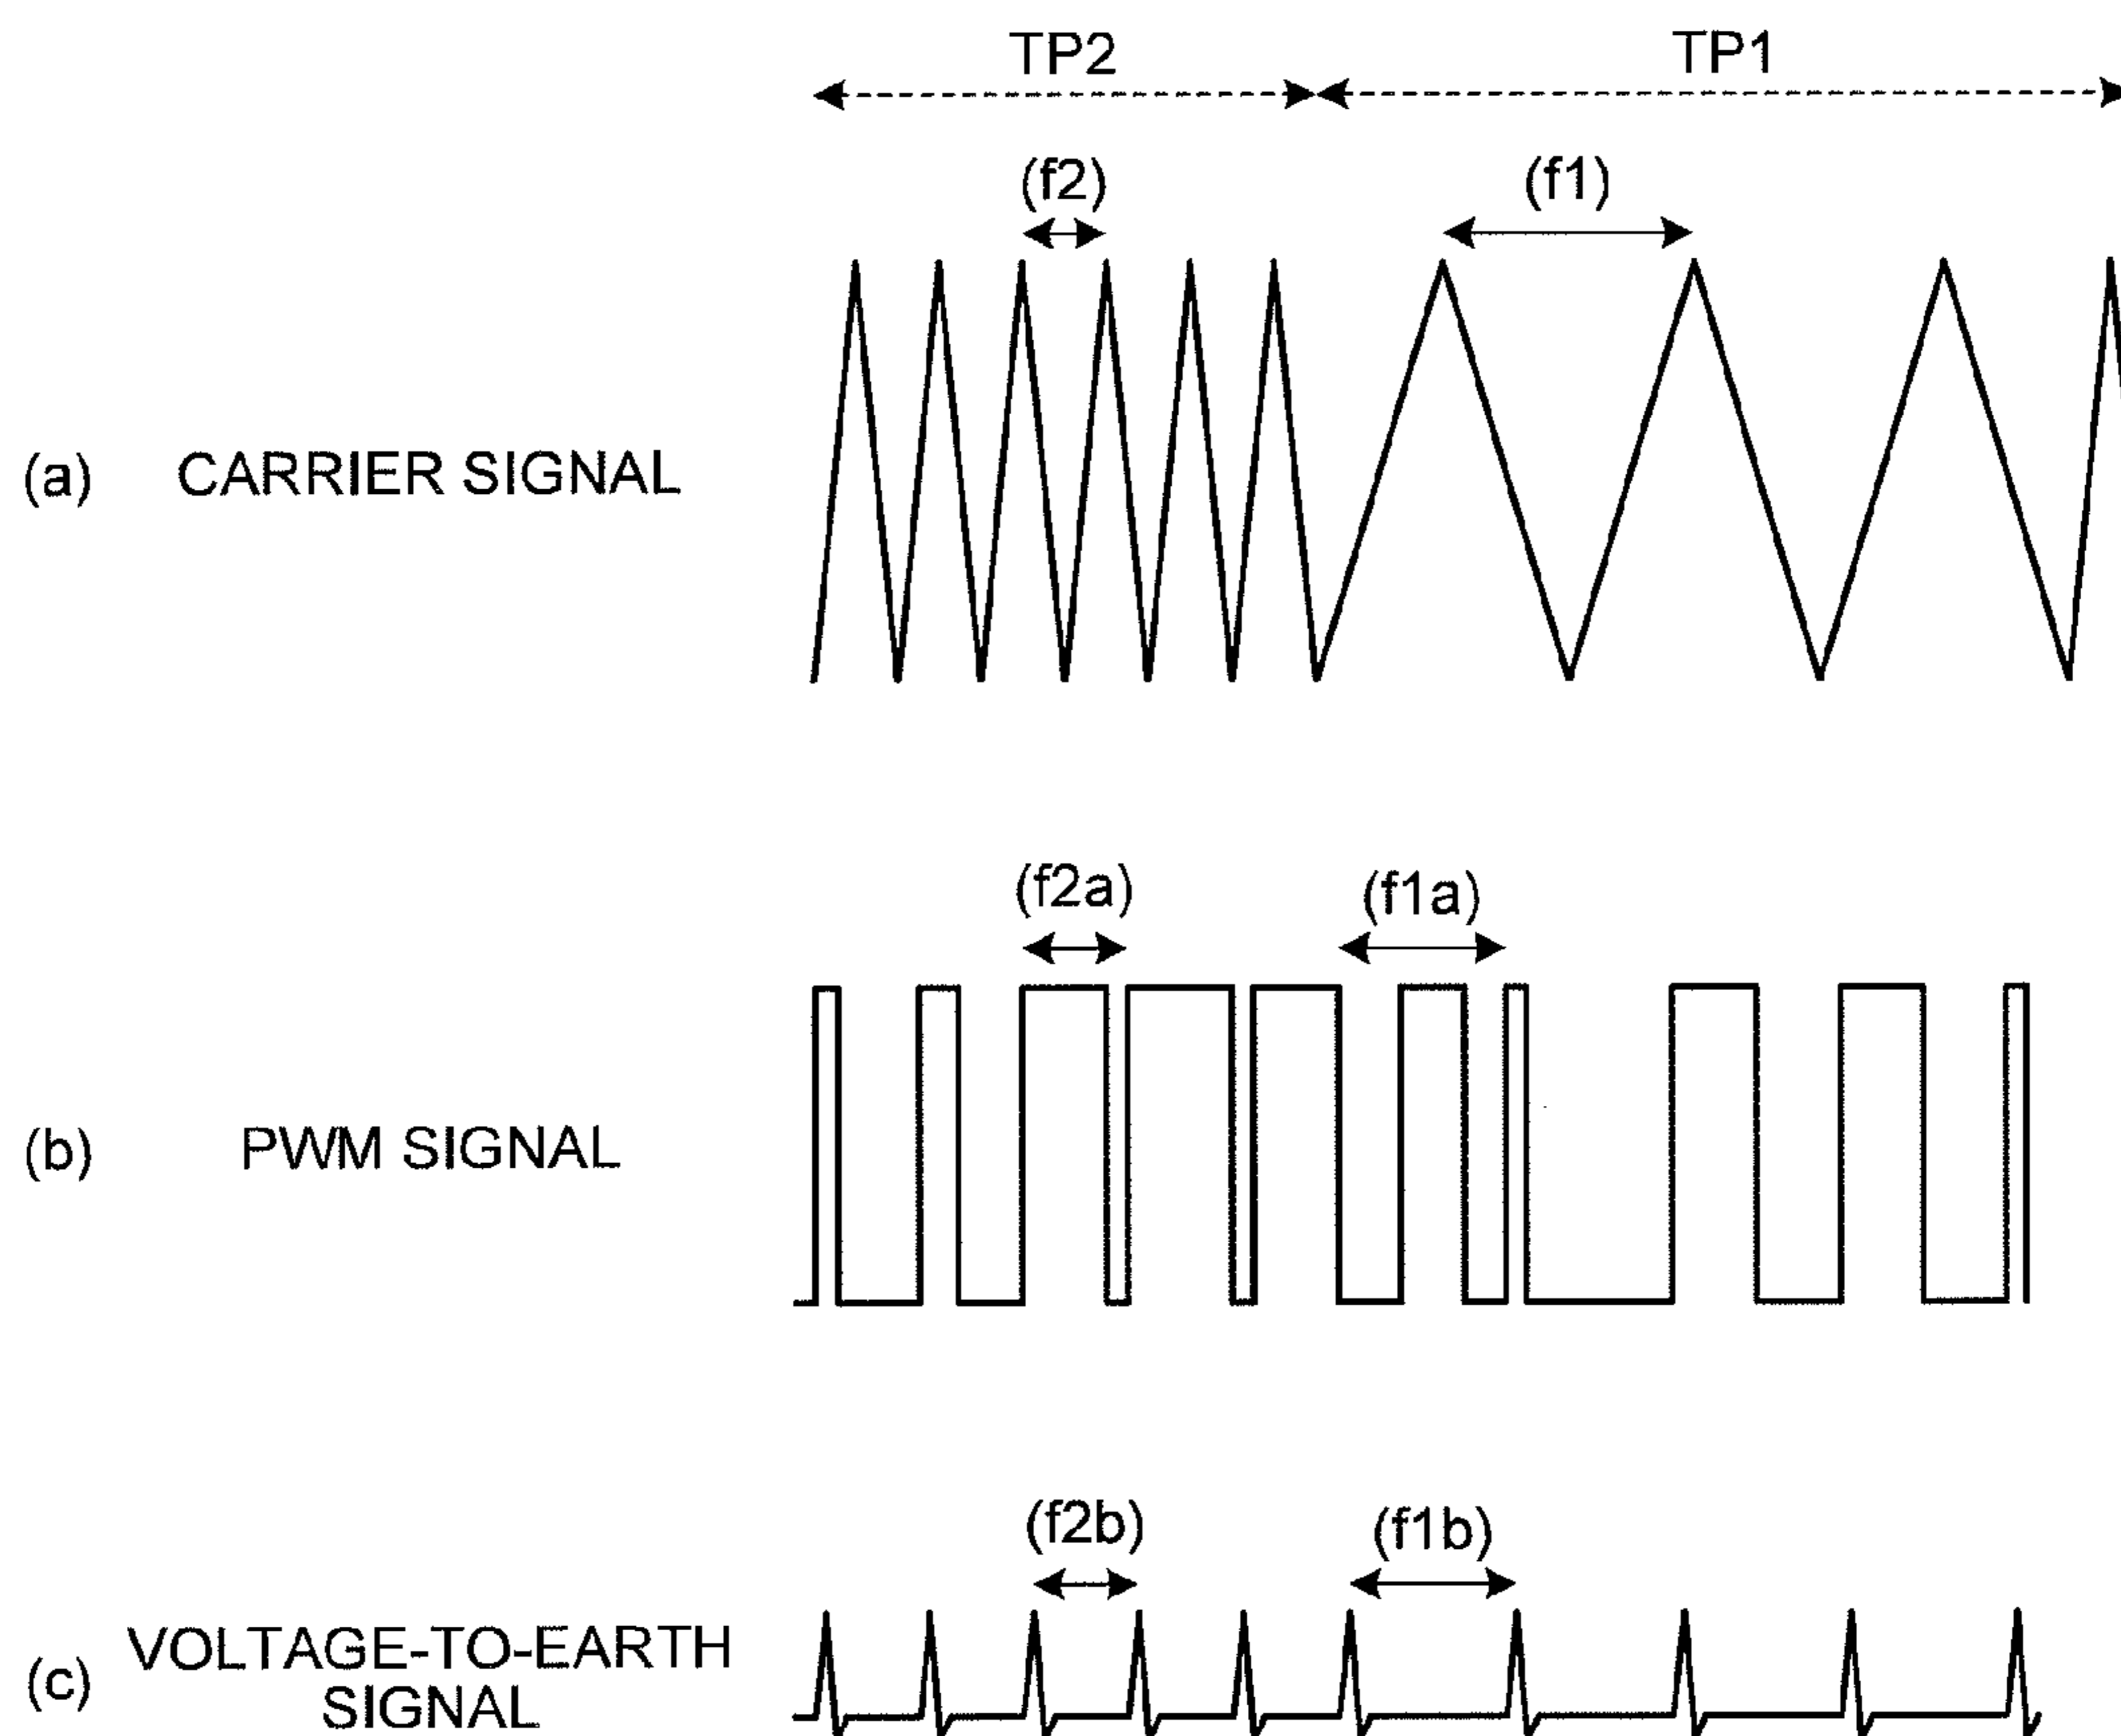 TP2 TP1
(f2) (f1)
(a) CARRIER SIGNAL
(f2a) (f1a)
(b) PWM SIGNAL
(f2b) (f1b)
(c) VOLTAGE-TO-EARTH
SIGNAL